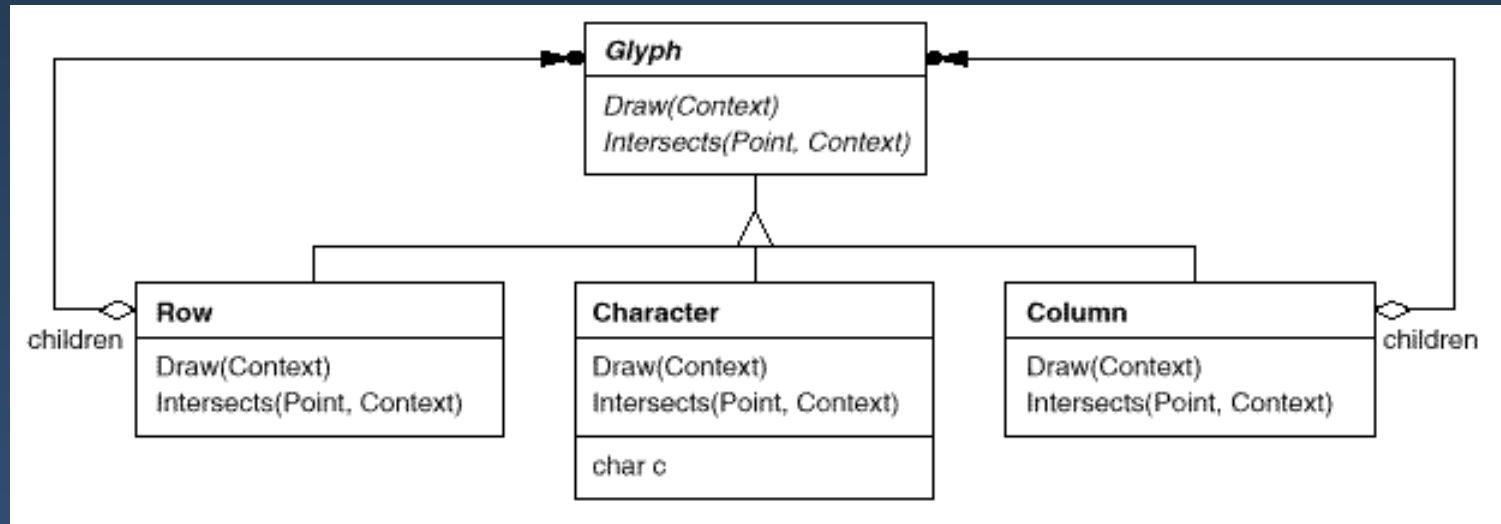 Glyph
Draw(Context)
Intersects(Point, Context)
children
Row
Draw(Context)
Intersects(Point, Context)
Character
Draw(Context)
Intersects(Point, Context)
char c
Column
Draw(Context)
Intersects(Point, Context)
children